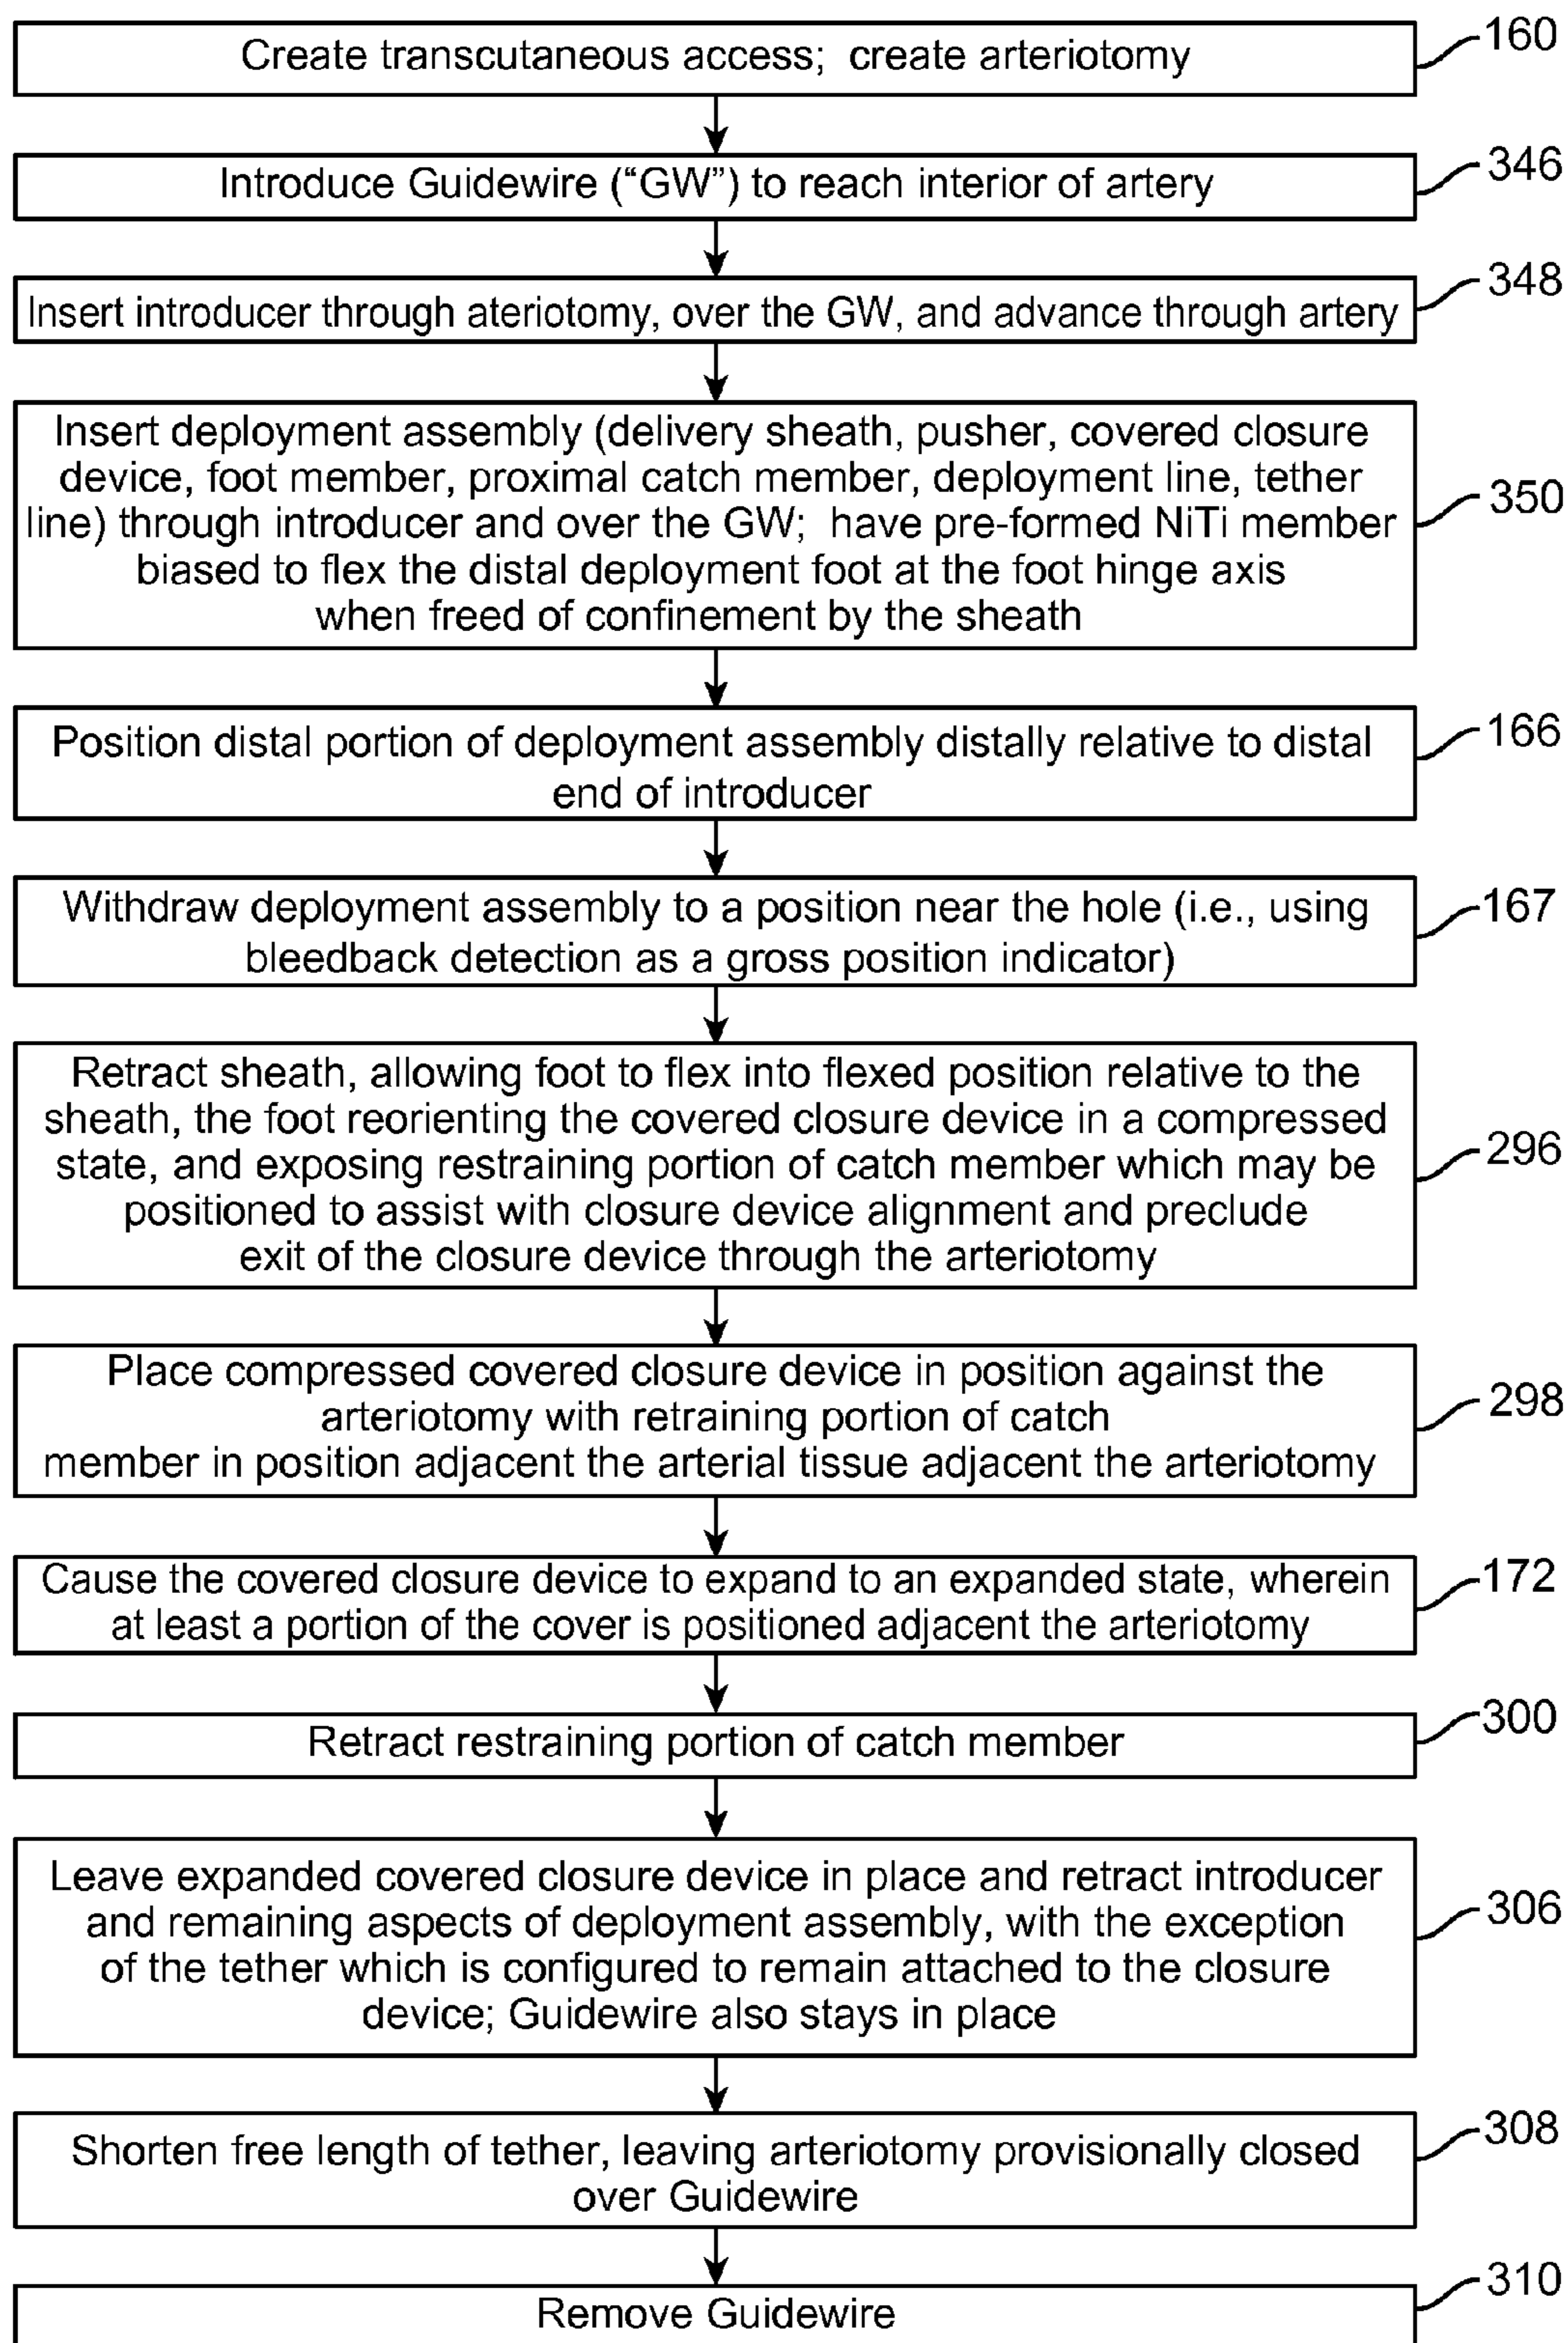 Create transcutaneous access; create arteriotomy
160
Introduce Guidewire (“GW”) to reach interior of artery
346
Insert introducer through ateriotomy, over the GW, and advance through artery
348
Insert deployment assembly (delivery sheath, pusher, covered closure
device, foot member, proximal catch member, deployment line, tether
line) through introducer and over the GW; have pre-formed NiTi member
biased to flex the distal deployment foot at the foot hinge axis
when freed of confinement by the sheath
350
Position distal portion of deployment assembly distally relative to distal
end of introducer
166
Withdraw deployment assembly to a position near the hole (i.e., using
bleedback detection as a gross position indicator)
167
Retract sheath, allowing foot to flex into flexed position relative to the
sheath, the foot reorienting the covered closure device in a compressed
state, and exposing restraining portion of catch member which may be
positioned to assist with closure device alignment and preclude
exit of the closure device through the arteriotomy
296
Place compressed covered closure device in position against the
arteriotomy with retraining portion of catch
member in position adjacent the arterial tissue adjacent the arteriotomy
298
Cause the covered closure device to expand to an expanded state, wherein
at least a portion of the cover is positioned adjacent the arteriotomy
172
Retract restraining portion of catch member
300
Leave expanded covered closure device in place and retract introducer
and remaining aspects of deployment assembly, with the exception
of the tether which is configured to remain attached to the closure
device; Guidewire also stays in place
306
Shorten free length of tether, leaving arteriotomy provisionally closed
over Guidewire
308
Remove Guidewire
310